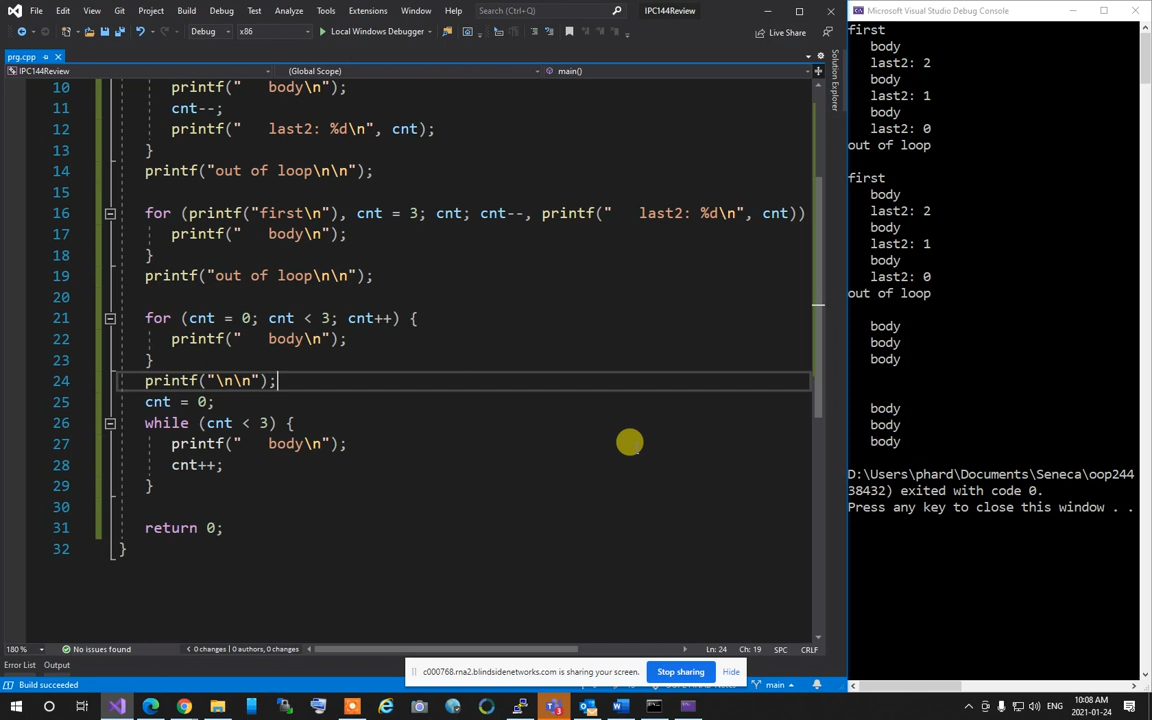 File Edit View Git Project Build Debug Test Analyze Tools Extensions Window Help Search (Ctrl+Q) IPC144Review
Debug x86 Local Windows Debugger Live Share
prg.cpp
IPC144Review (Global Scope) main()
Solution Explorer
10 printf("   body\n");
11 cnt--;
12 printf("   last2: %d\n", cnt);
13 }
14 printf("out of loop\n\n");
15
16 for (printf("first\n"), cnt = 3; cnt; cnt--, printf("   last2: %d\n", cnt))
17 printf("   body\n");
18 }
19 printf("out of loop\n\n");
20
21 for (cnt = 0; cnt < 3; cnt++) {
22 printf("   body\n");
23 }
24 printf("\n\n");
25 cnt = 0;
26 while (cnt < 3) {
27 printf("   body\n");
28 cnt++;
29 }
30
31 return 0;
32 }
180 % No issues found 0 changes | 0 authors, 0 changes Ln: 24 Ch: 19 SPC CRLF
Error List Output
Build succeeded
main
c000768.rna2.blindsidenetworks.com is sharing your screen. Stop sharing Hide
Microsoft Visual Studio Debug Console
first
body
last2: 2
body
last2: 1
body
last2: 0
out of loop
first
body
last2: 2
body
last2: 1
body
last2: 0
out of loop
body
body
body
body
body
body
D:\Users\phard\Documents\Seneca\oop244
38432) exited with code 0.
Press any key to close this window . .
ENG
10:08 AM
2021-01-24